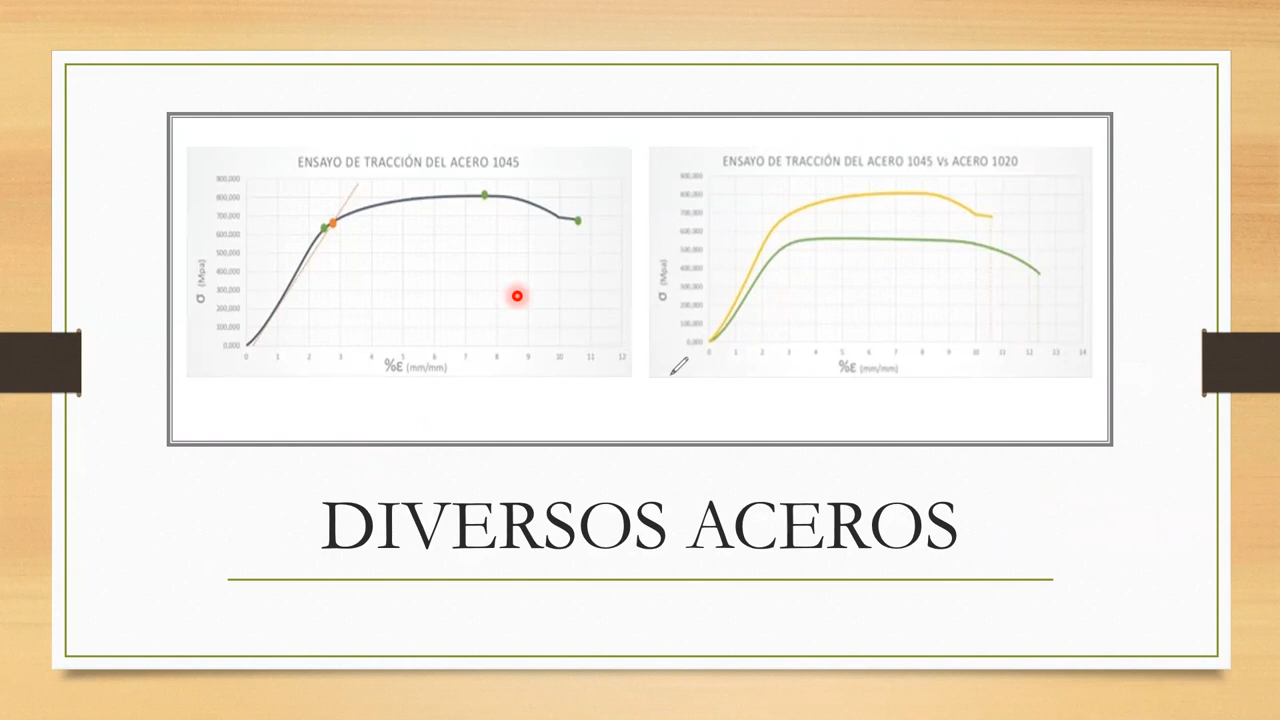 ENSAYO DE TRACCIÓN DEL ACERO 1045
900,000
800,000
700,000
600,000
500,000
400,000
300,000
200,000
100,000
0,000
σ (Mpa)
0 1 2 3 4 5 6 7 8 9 10 11 12
%ε (mm/mm)
ENSAYO DE TRACCIÓN DEL ACERO 1045 Vs ACERO 1020
900,000
800,000
700,000
600,000
500,000
400,000
300,000
200,000
100,000
0,000
σ (Mpa)
0 1 2 3 4 5 6 7 8 9 10 11 12 13 14
%ε (mm/mm)
DIVERSOS ACEROS